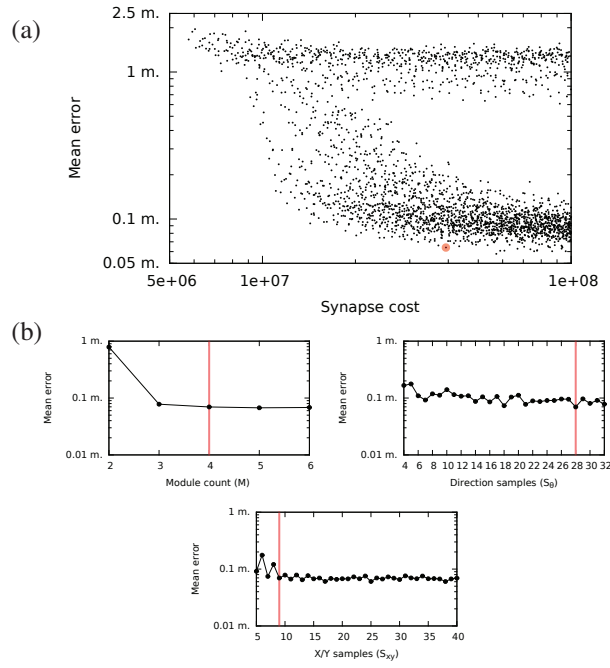 (a)
2.5 m.
1 m.
0.1 m.
0.05 m.
Mean error
5e+06 1e+07 1e+08
Synapse cost
(b)
1 m.
0.1 m.
0.01 m.
Mean error
2 3 4 5 6
Module count (M)
1 m.
0.1 m.
0.01 m.
Mean error
4 6 8 10 12 14 16 18 20 22 24 26 28 30 32
Direction samples (Sθ)
1 m.
0.1 m.
0.01 m.
Mean error
5 10 15 20 25 30 35 40
X/Y samples (Sxy)